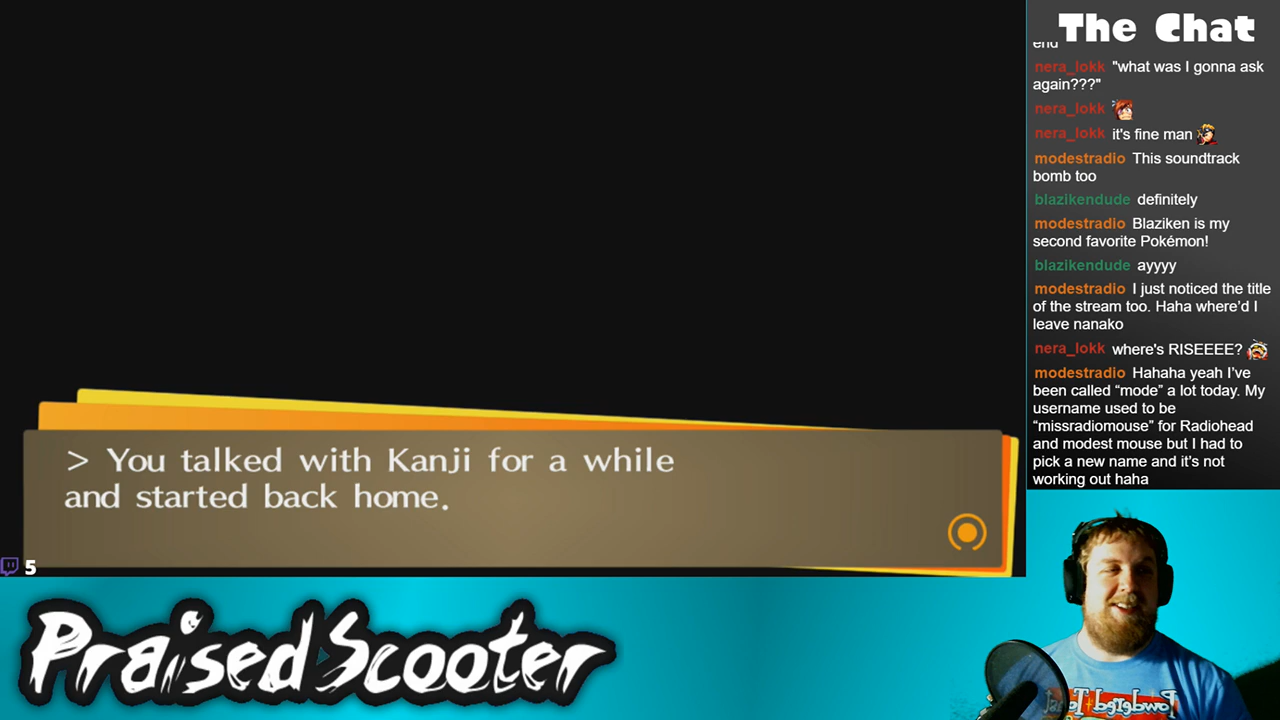 The Chat
end
nera_lokk "what was I gonna ask
again???"
nera_lokk
nera_lokk it's fine man
modestradio This soundtrack
bomb too
blazikendude definitely
modestradio Blaziken is my
second favorite Pokémon!
blazikendude ayyyy
modestradio I just noticed the title
of the stream too. Haha where'd I
leave nanako
nera_lokk where's RISEEEE?
modestradio Hahaha yeah I've
been called “mode” a lot today. My
username used to be
“missradiomouse” for Radiohead
and modest mouse but I had to
pick a new name and it's not
working out haha
> You talked with Kanji for a while
and started back home.
5
PraisedScooter